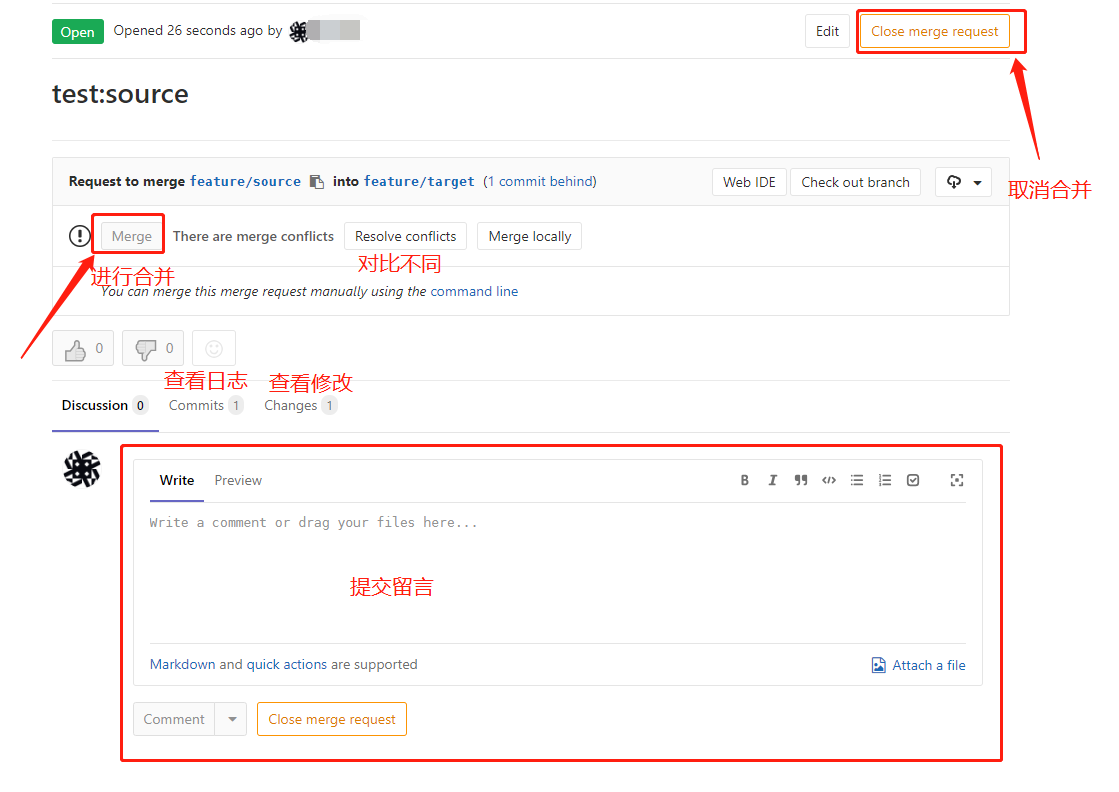 Open Opened 26 seconds ago by Edit Close merge request
test:source
取消合并
Request to merge feature/source into feature/target (1 commit behind) Web IDE Check out branch
Merge There are merge conflicts Resolve conflicts Merge locally
进行合并 对比不同
You can merge this merge request manually using the command line
0 0
查看日志 查看修改
Discussion 0 Commits 1 Changes 1
Write Preview
Write a comment or drag your files here...
提交留言
Markdown and quick actions are supported Attach a file
Comment Close merge request